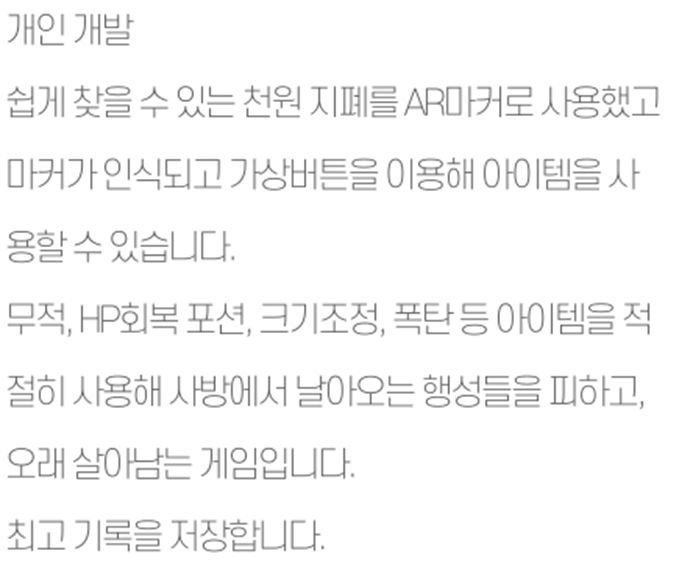 개인 개발
쉽게 찾을 수 있는 천원 지폐를 AR마커로 사용했고
마커가 인식되고 가상버튼을 이용해 아이템을 사
용할 수 있습니다.
무적, HP회복 포션, 크기조정, 폭탄 등 아이템을 적
절히 사용해 사방에서 날아오는 행성들을 피하고,
오래 살아남는 게임입니다.
최고 기록을 저장합니다.